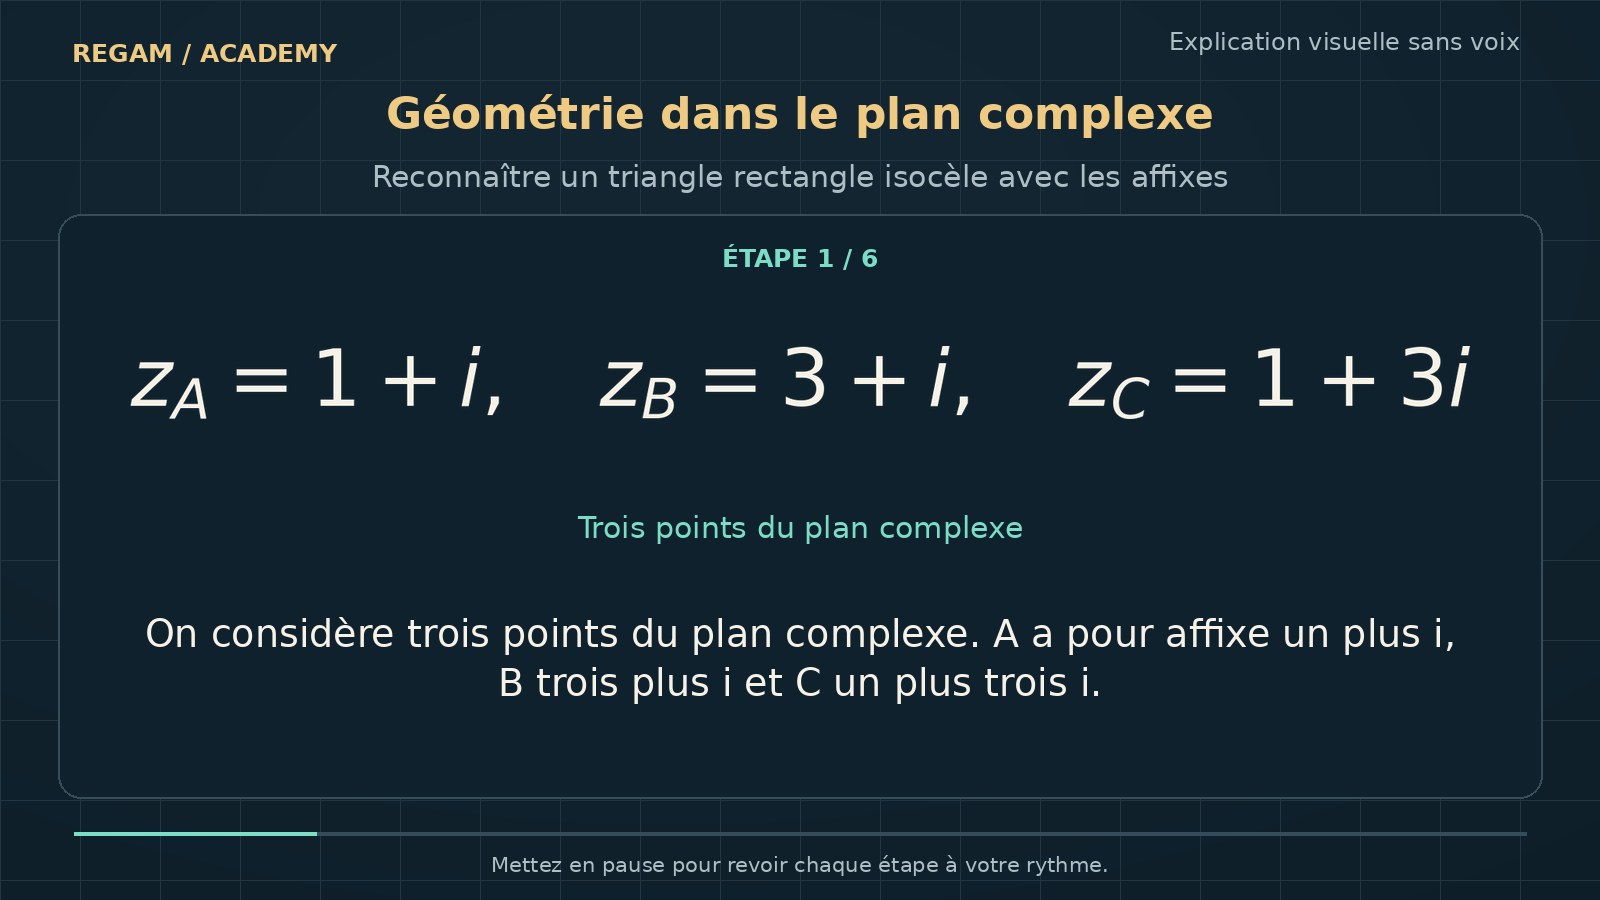 REGAM / ACADEMY
Explication visuelle sans voix
Géométrie dans le plan complexe
Reconnaître un triangle rectangle isocèle avec les affixes
ÉTAPE 1 / 6
z_A = 1 + i, z_B = 3 + i, z_C = 1 + 3i
Trois points du plan complexe
On considère trois points du plan complexe. A a pour affixe un plus i,
B trois plus i et C un plus trois i.
Mettez en pause pour revoir chaque étape à votre rythme.